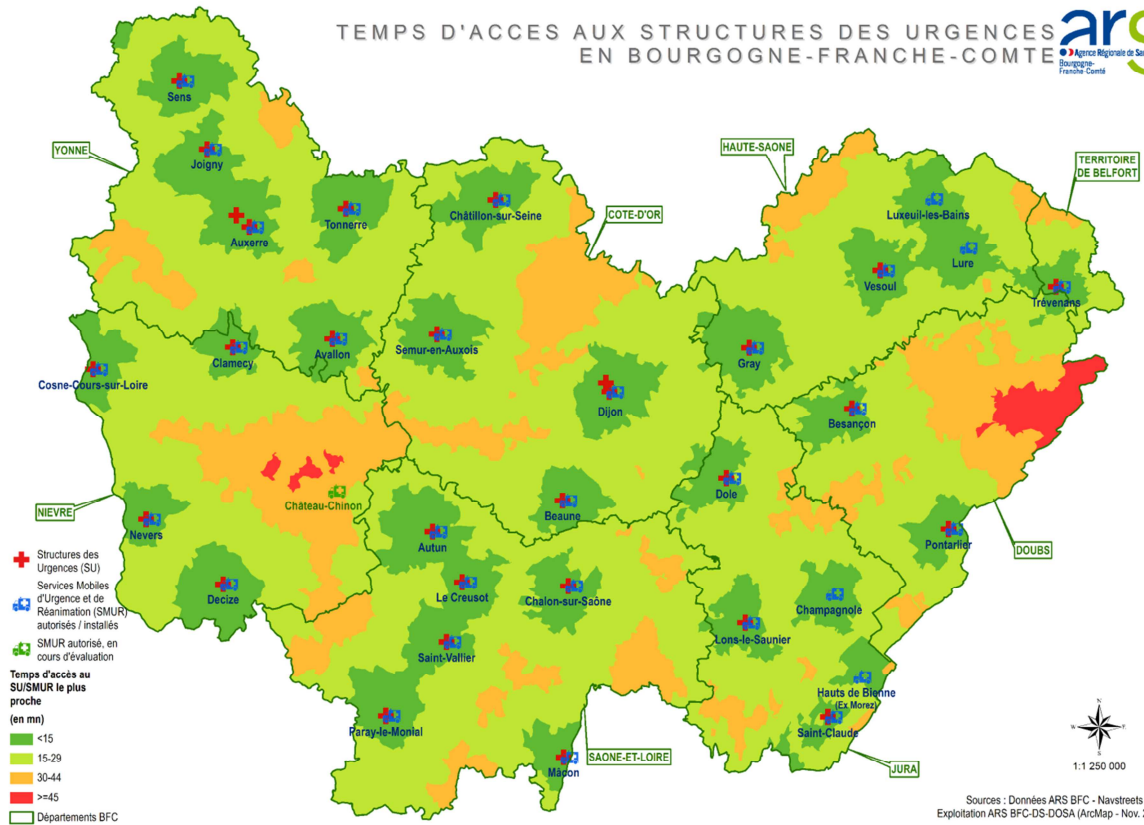 TEMPS D'ACCES AUX STRUCTURES DES URGENCES
EN BOURGOGNE-FRANCHE-COMTE
ars
Agence Régionale de
Bourgogne-
Franche-Comté
Sens
YONNE
Joigny
HAUTE-SAONE
TERRITOIRE
DE BELFORT
Auxerre
Tonnerre
Châtillon-sur-Seine
COTE-D'OR
Luxeuil-les-Bains
Lure
Vesoul
Trévenans
Clamecy
Avallon
Semur-en-Auxois
Gray
Cosne-Cours-sur-Loire
Dijon
Besançon
Château-Chinon
NIEVRE
Nevers
Beaune
Dole
Autun
Pontarlier
DOUBS
Decize
Le Creusot
Chalon-sur-Saône
Champagnole
Lons-le-Saunier
Saint-Vallier
Hauts de Bienne
(Ex Morez)
Paray-le-Monial
Saint-Claude
SAONE-ET-LOIRE
Mâcon
JURA
Structures des
Urgences (SU)
Services Mobiles
d'Urgence et de
Réanimation (SMUR)
autorisés / installés
SMUR autorisé, en
cours d'évaluation
Temps d'accès au
SU/SMUR le plus
proche
(en mn)
<15
15-29
30-44
>=45
Départements BFC
N
W
E
S
1:1 250 000
Sources : Données ARS BFC - Navstreets
Exploitation ARS BFC-DS-DOSA (ArcMap - Nov.